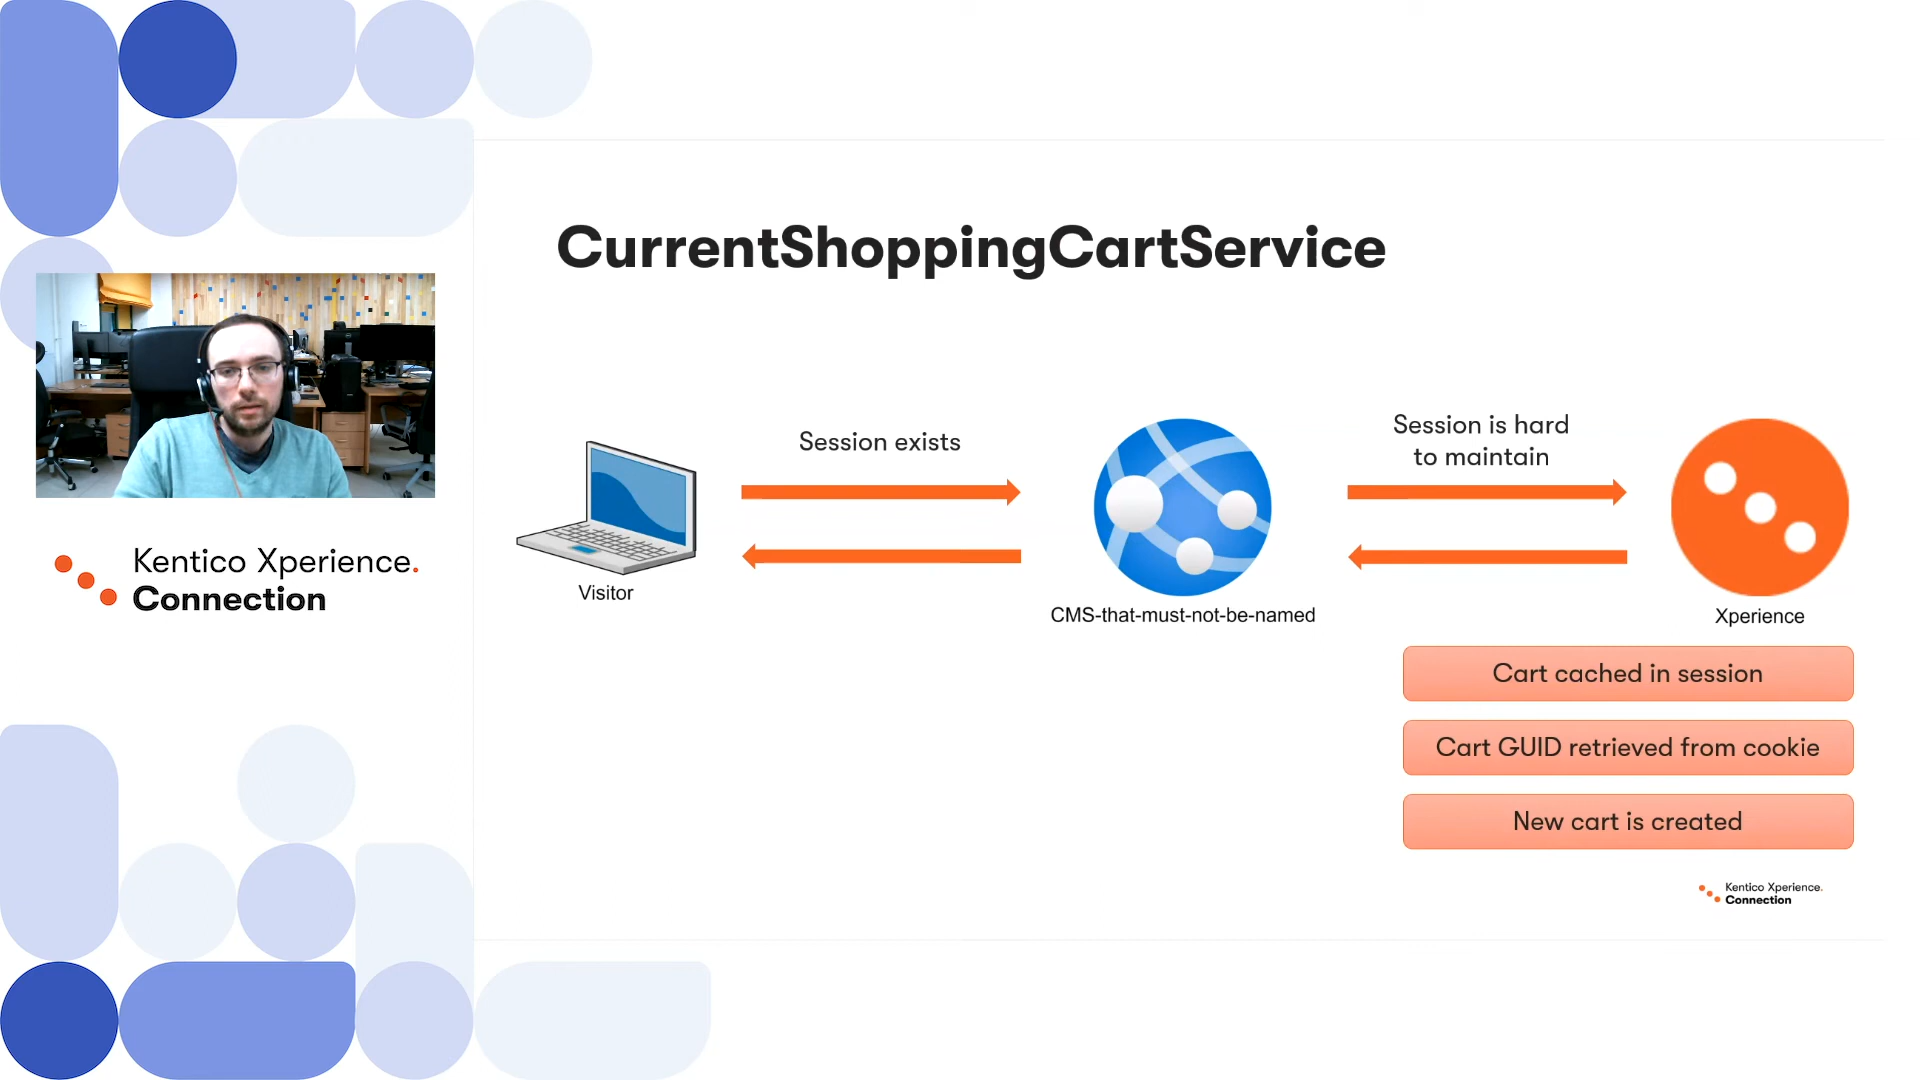 CurrentShoppingCartService
Session exists
Session is hard
to maintain
Visitor
CMS-that-must-not-be-named
Xperience
Cart cached in session
Cart GUID retrieved from cookie
New cart is created
Kentico Xperience.
Connection
Kentico Xperience.
Connection